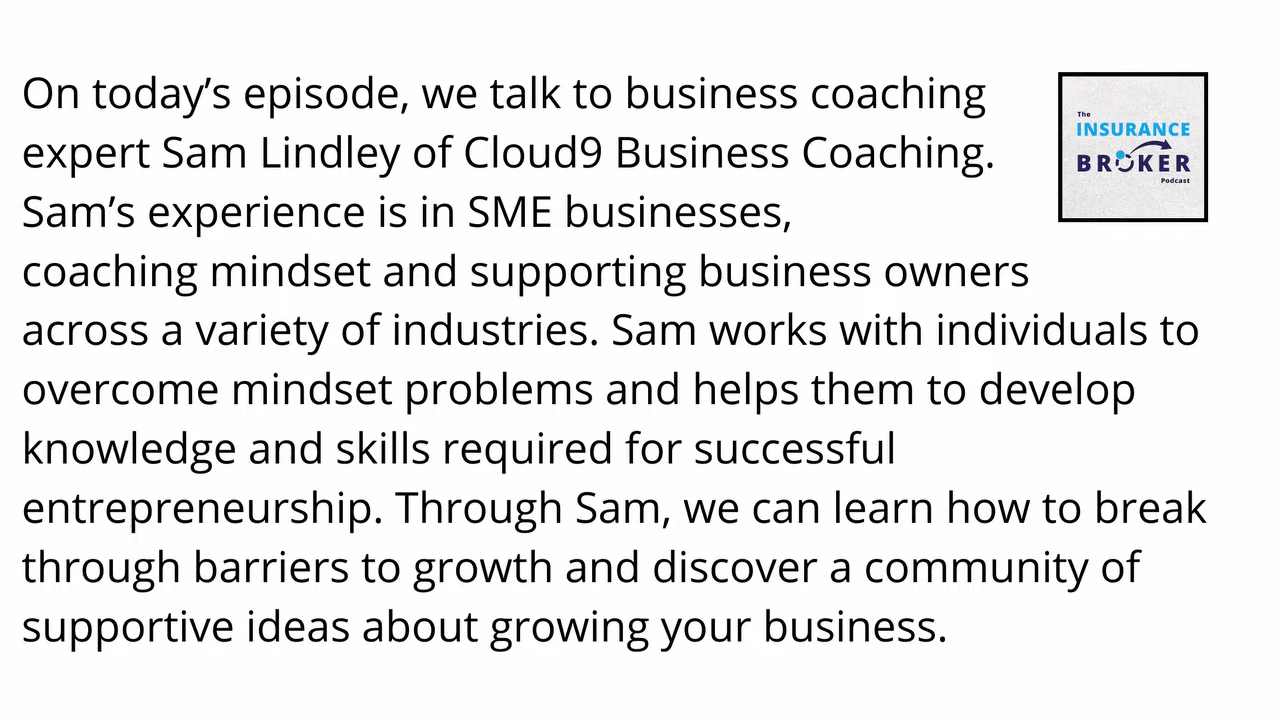 On today’s episode, we talk to business coaching
expert Sam Lindley of Cloud9 Business Coaching.
Sam’s experience is in SME businesses,
coaching mindset and supporting business owners
across a variety of industries. Sam works with individuals to
overcome mindset problems and helps them to develop
knowledge and skills required for successful
entrepreneurship. Through Sam, we can learn how to break
through barriers to growth and discover a community of
supportive ideas about growing your business.
The
INSURANCE
BROKER
Podcast